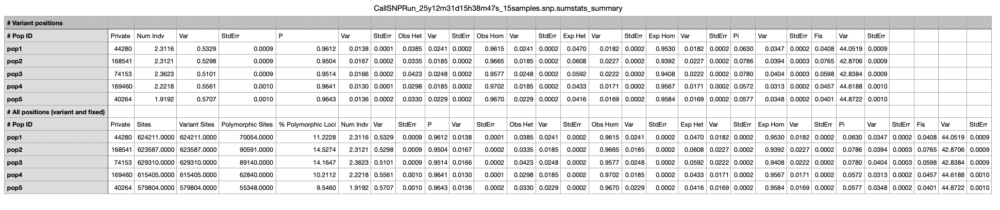 CallSNPRun_25y12m31d15h38m47s_15samples.snp.sumstats_summary
# Variant positions
# Pop ID Private Num Indv Var StdErr P Var StdErr Obs Het Var StdErr Obs Hom Var StdErr Exp Het Var StdErr Exp Hom Var StdErr Pi Var StdErr Fis Var StdErr
pop1 44280 2.3116 0.5329 0.0009 0.9612 0.0138 0.0001 0.0385 0.0241 0.0002 0.9615 0.0241 0.0002 0.0470 0.0182 0.0002 0.9530 0.0182 0.0002 0.0630 0.0347 0.0002 0.0408 44.0519 0.0009
pop2 168541 2.3121 0.5298 0.0009 0.9504 0.0167 0.0002 0.0335 0.0185 0.0002 0.9665 0.0185 0.0002 0.0608 0.0227 0.0002 0.9392 0.0227 0.0002 0.0786 0.0394 0.0003 0.0765 42.8706 0.0009
pop3 74153 2.3623 0.5101 0.0009 0.9514 0.0166 0.0002 0.0423 0.0248 0.0002 0.9577 0.0248 0.0002 0.0592 0.0222 0.0002 0.9408 0.0222 0.0002 0.0780 0.0404 0.0003 0.0598 42.8384 0.0009
pop4 169460 2.2218 0.5561 0.0010 0.9641 0.0130 0.0001 0.0298 0.0185 0.0002 0.9702 0.0185 0.0002 0.0433 0.0171 0.0002 0.9567 0.0171 0.0002 0.0572 0.0313 0.0002 0.0457 44.6188 0.0010
pop5 40264 1.9192 0.5707 0.0010 0.9643 0.0136 0.0002 0.0330 0.0229 0.0002 0.9670 0.0229 0.0002 0.0416 0.0169 0.0002 0.9584 0.0169 0.0002 0.0577 0.0348 0.0002 0.0401 44.8722 0.0010
# All positions (variant and fixed)
# Pop ID Private Sites Variant Sites Polymorphic Sites % Polymorphic Loci Num Indv Var StdErr P Var StdErr Obs Het Var StdErr Obs Hom Var StdErr Exp Het Var StdErr Exp Hom Var StdErr Pi Var StdErr Fis Var StdErr
pop1 44280 624211.0000 624211.0000 70054.0000 11.2228 2.3116 0.5329 0.0009 0.9612 0.0138 0.0001 0.0385 0.0241 0.0002 0.9615 0.0241 0.0002 0.0470 0.0182 0.0002 0.9530 0.0182 0.0002 0.0630 0.0347 0.0002 0.0408 44.0519 0.0009
pop2 168541 623587.0000 623587.0000 90591.0000 14.5274 2.3121 0.5298 0.0009 0.9504 0.0167 0.0002 0.0335 0.0185 0.0002 0.9665 0.0185 0.0002 0.0608 0.0227 0.0002 0.9392 0.0227 0.0002 0.0786 0.0394 0.0003 0.0765 42.8706 0.0009
pop3 74153 629310.0000 629310.0000 89140.0000 14.1647 2.3623 0.5101 0.0009 0.9514 0.0166 0.0002 0.0423 0.0248 0.0002 0.9577 0.0248 0.0002 0.0592 0.0222 0.0002 0.9408 0.0222 0.0002 0.0780 0.0404 0.0003 0.0598 42.8384 0.0009
pop4 169460 615405.0000 615405.0000 62840.0000 10.2112 2.2218 0.5561 0.0010 0.9641 0.0130 0.0001 0.0298 0.0185 0.0002 0.9702 0.0185 0.0002 0.0433 0.0171 0.0002 0.9567 0.0171 0.0002 0.0572 0.0313 0.0002 0.0457 44.6188 0.0010
pop5 40264 579804.0000 579804.0000 55348.0000 9.5460 1.9192 0.5707 0.0010 0.9643 0.0136 0.0002 0.0330 0.0229 0.0002 0.9670 0.0229 0.0002 0.0416 0.0169 0.0002 0.9584 0.0169 0.0002 0.0577 0.0348 0.0002 0.0401 44.8722 0.0010